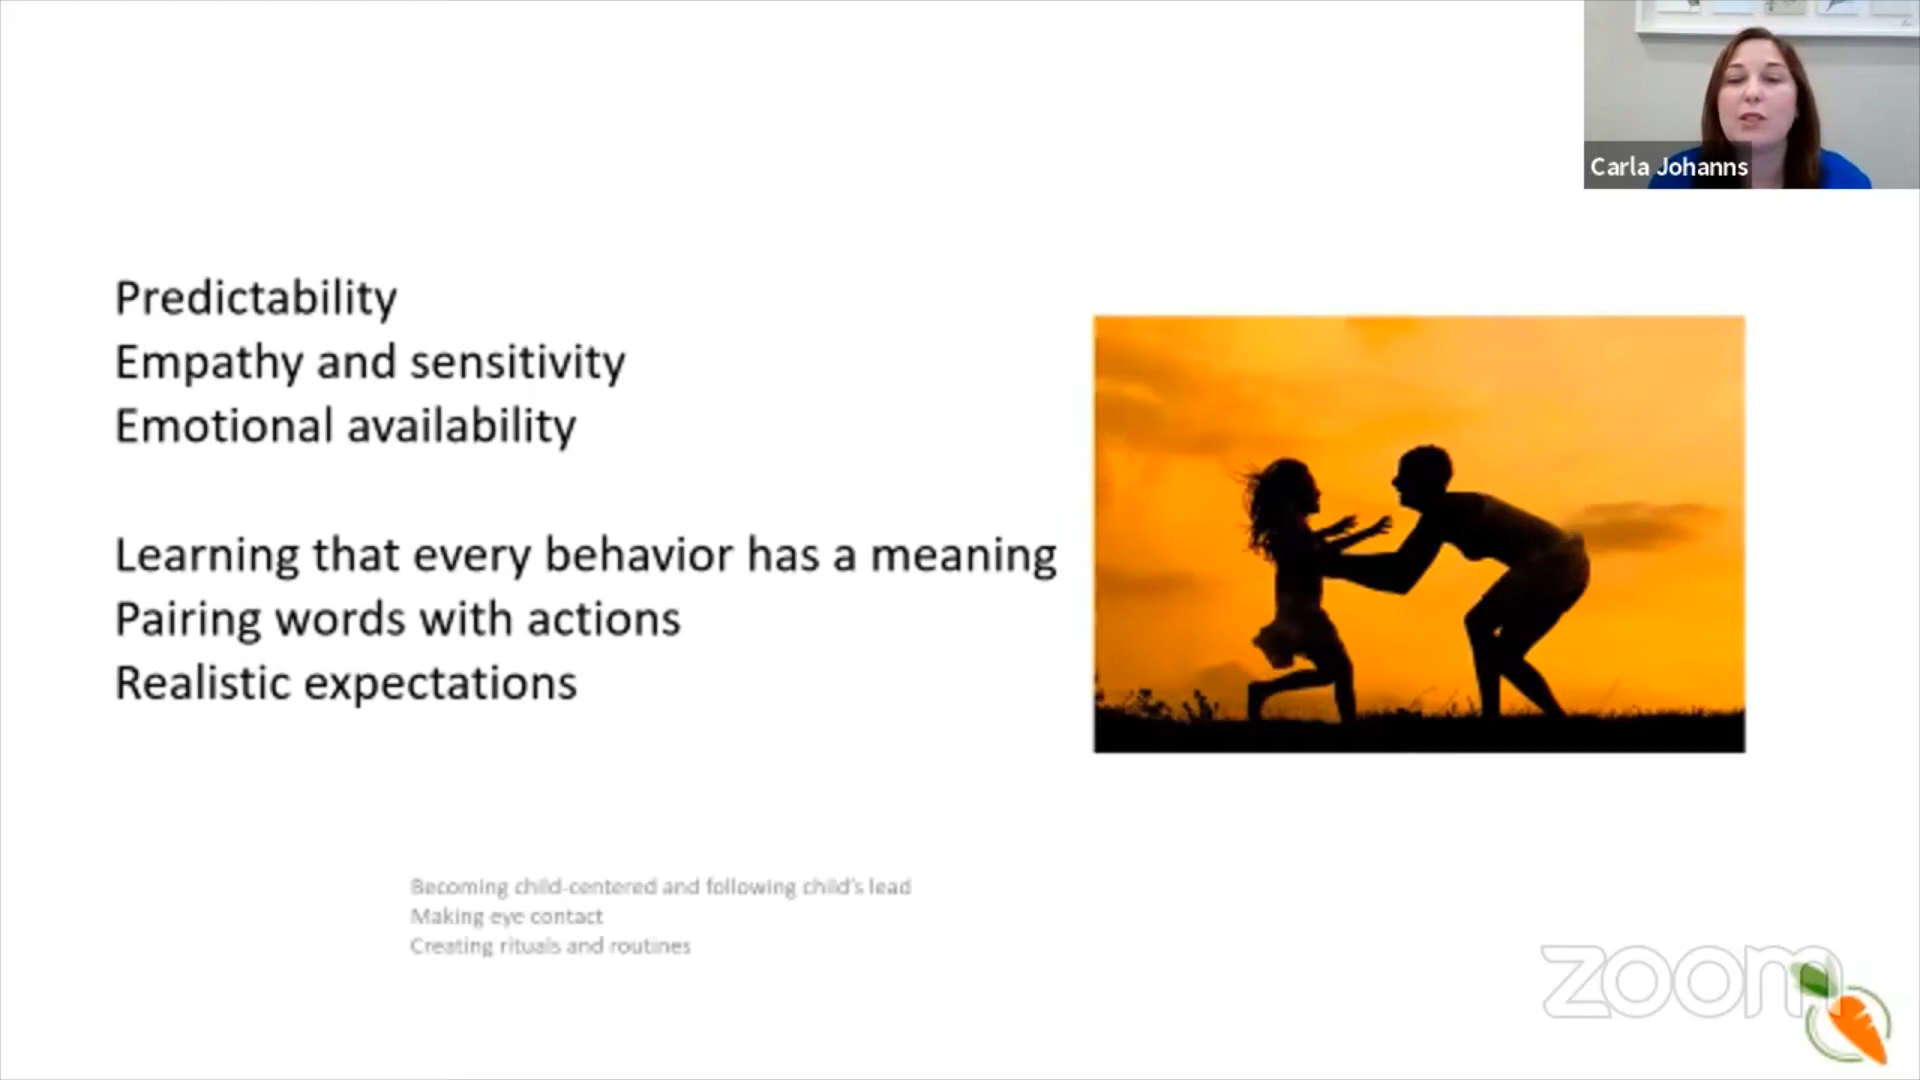 Carla Johanns
Predictability
Empathy and sensitivity
Emotional availability
Learning that every behavior has a meaning
Pairing words with actions
Realistic expectations
Becoming child-centered and following child's lead
Making eye contact
Creating rituals and routines
zoom